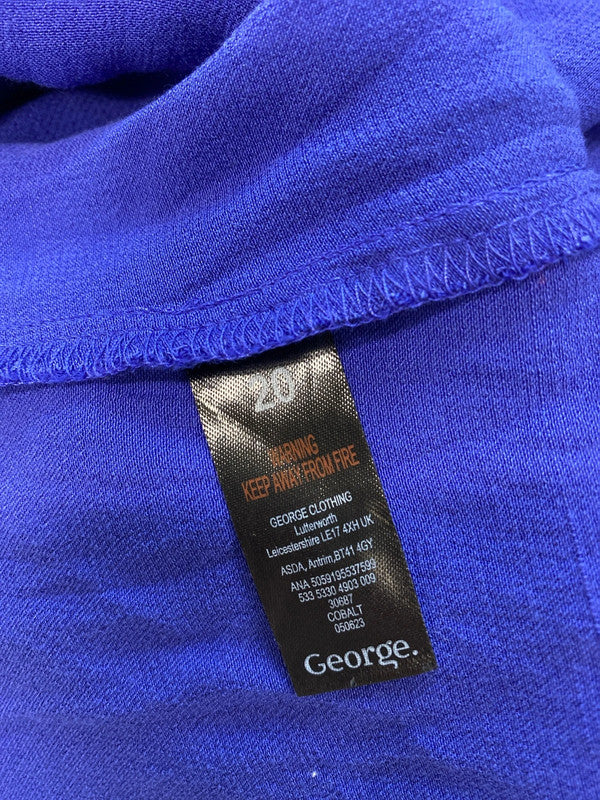 20
WARNING
KEEP AWAY FROM FIRE
GEORGE CLOTHING
Lutterworth
Leicestershire LE17 4XH UK
ASDA, Antrim,BT41 4GY
ANA 5059195537599
533 5330 4903 009
30687
COBALT
050623
George.